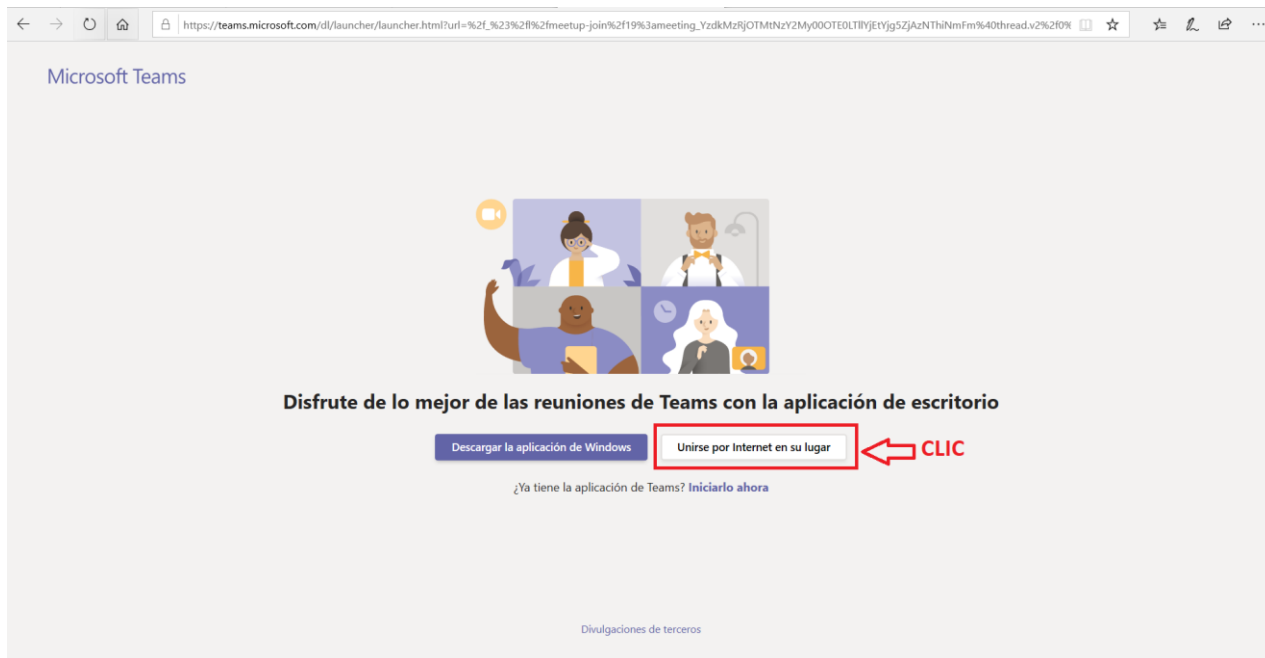 https://teams.microsoft.com/dl/launcher/launcher.html?url=%2f_%23%2fl%2fmeetup-join%2f19%3ameeting_YzdkMzRjOTMtNzY2My00OTE0LTllYjEtYjg5ZjAzNThiNmFm%40thread.v2%2f0%
Microsoft Teams
Disfrute de lo mejor de las reuniones de Teams con la aplicación de escritorio
Descargar la aplicación de Windows Unirse por Internet en su lugar CLIC
¿Ya tiene la aplicación de Teams? Iniciarlo ahora
Divulgaciones de terceros